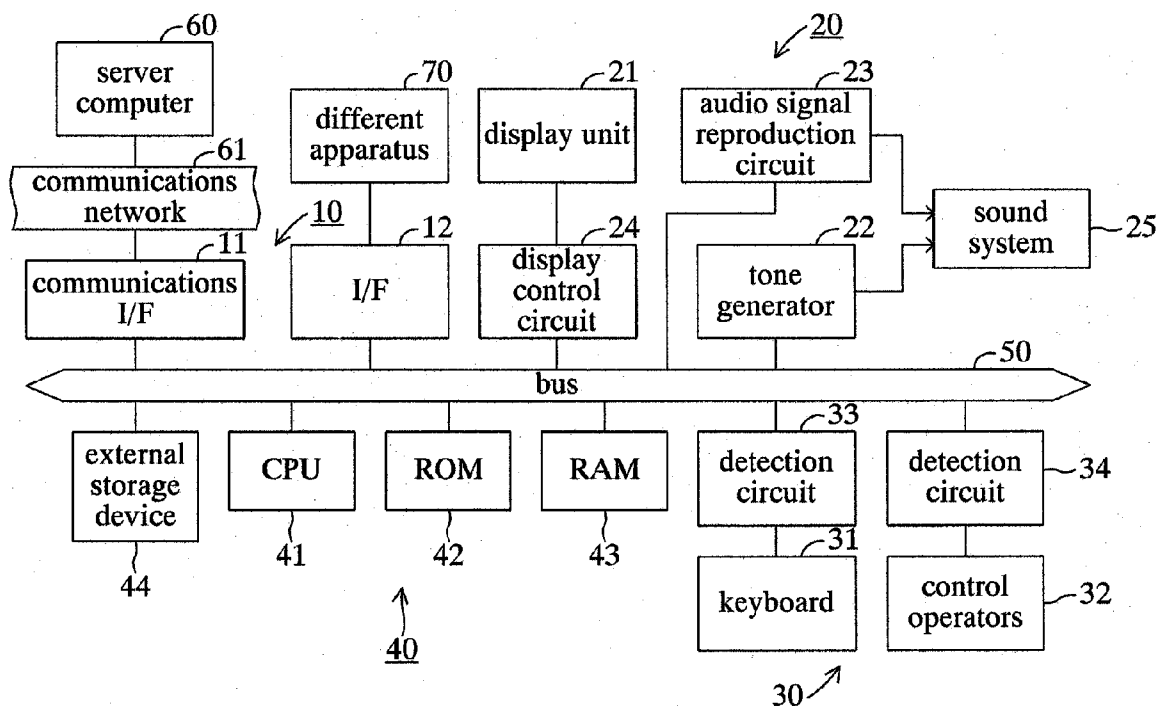 60
server
computer
61
communications
network
11
communications
I/F
10
70
different
apparatus
12
I/F
21
display unit
24
display
control
circuit
20
23
audio signal
reproduction
circuit
22
tone
generator
sound
system
25
50
bus
external
storage
device
44
CPU
41
ROM
42
RAM
43
40
33
detection
circuit
31
keyboard
30
detection
circuit
34
control
operators
32